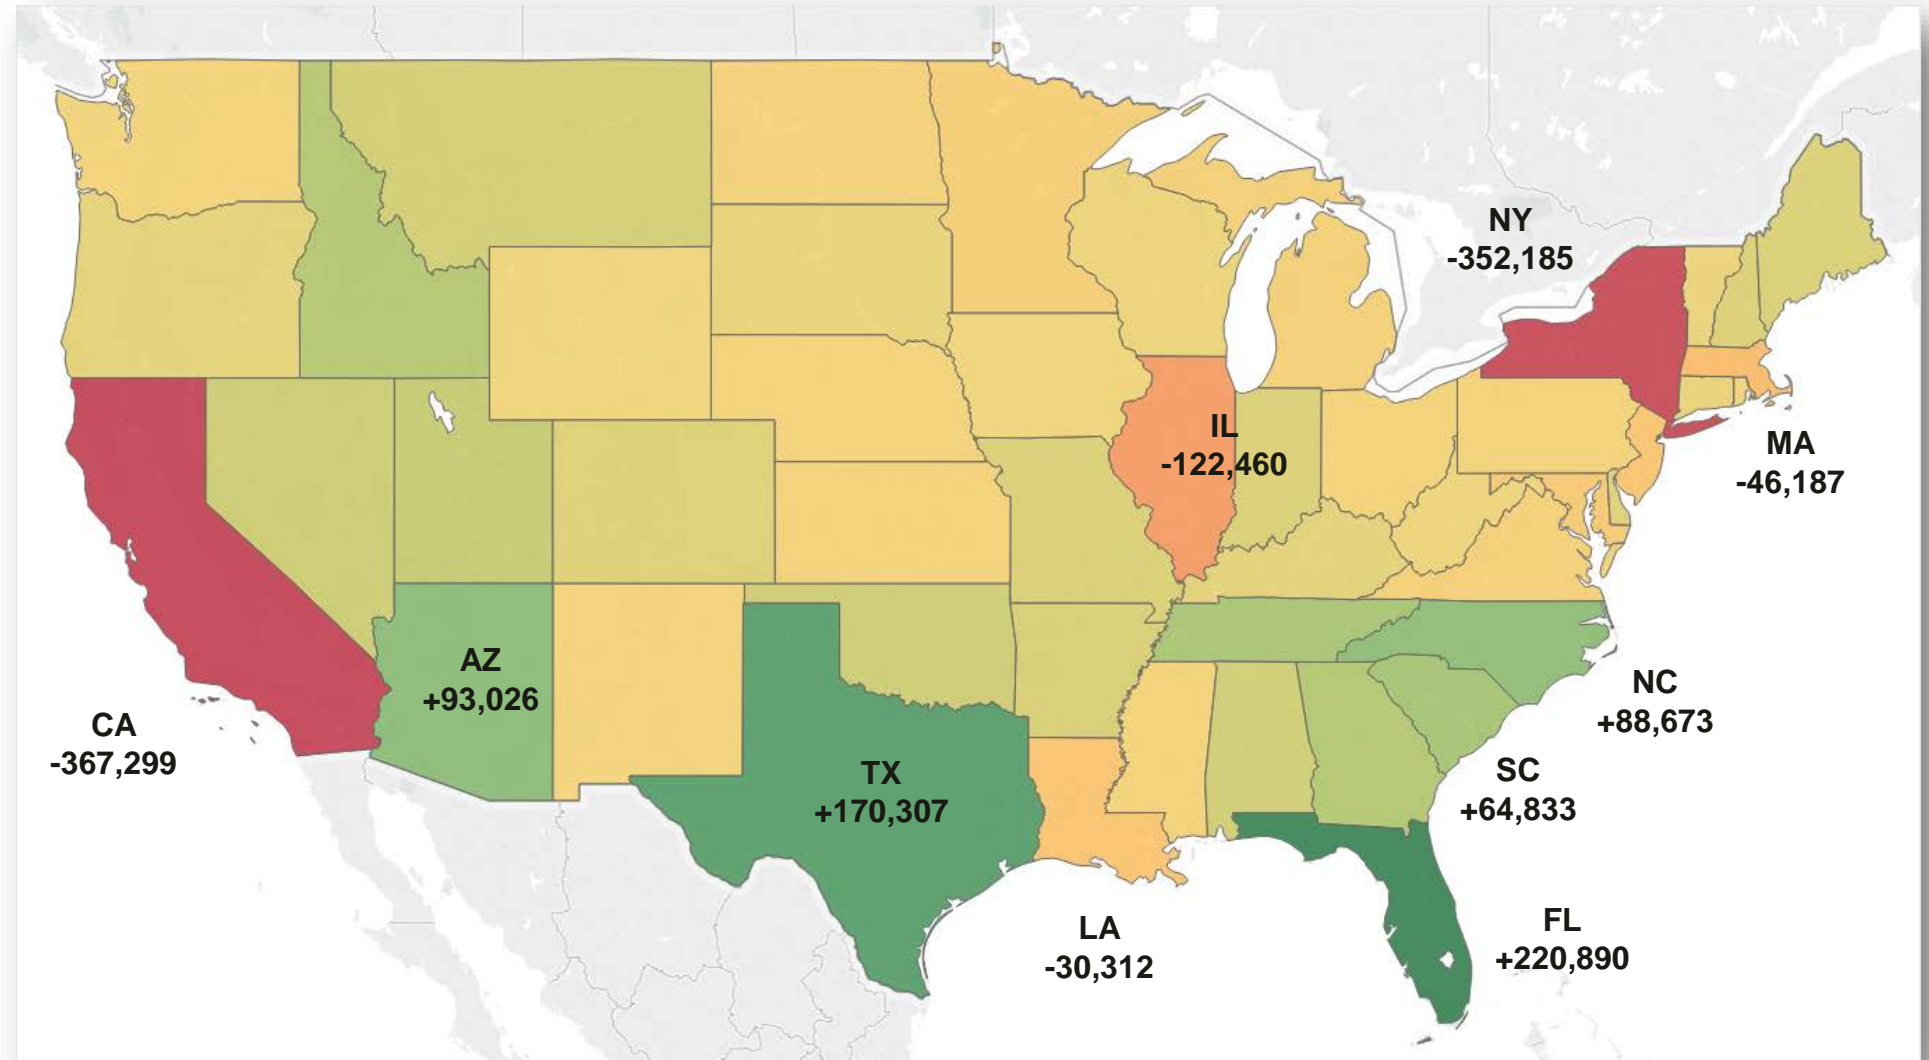 NY
-352,185
IL
-122,460
MA
-46,187
AZ
+93,026
NC
+88,673
CA
-367,299
TX
+170,307
SC
+64,833
LA
-30,312
FL
+220,890